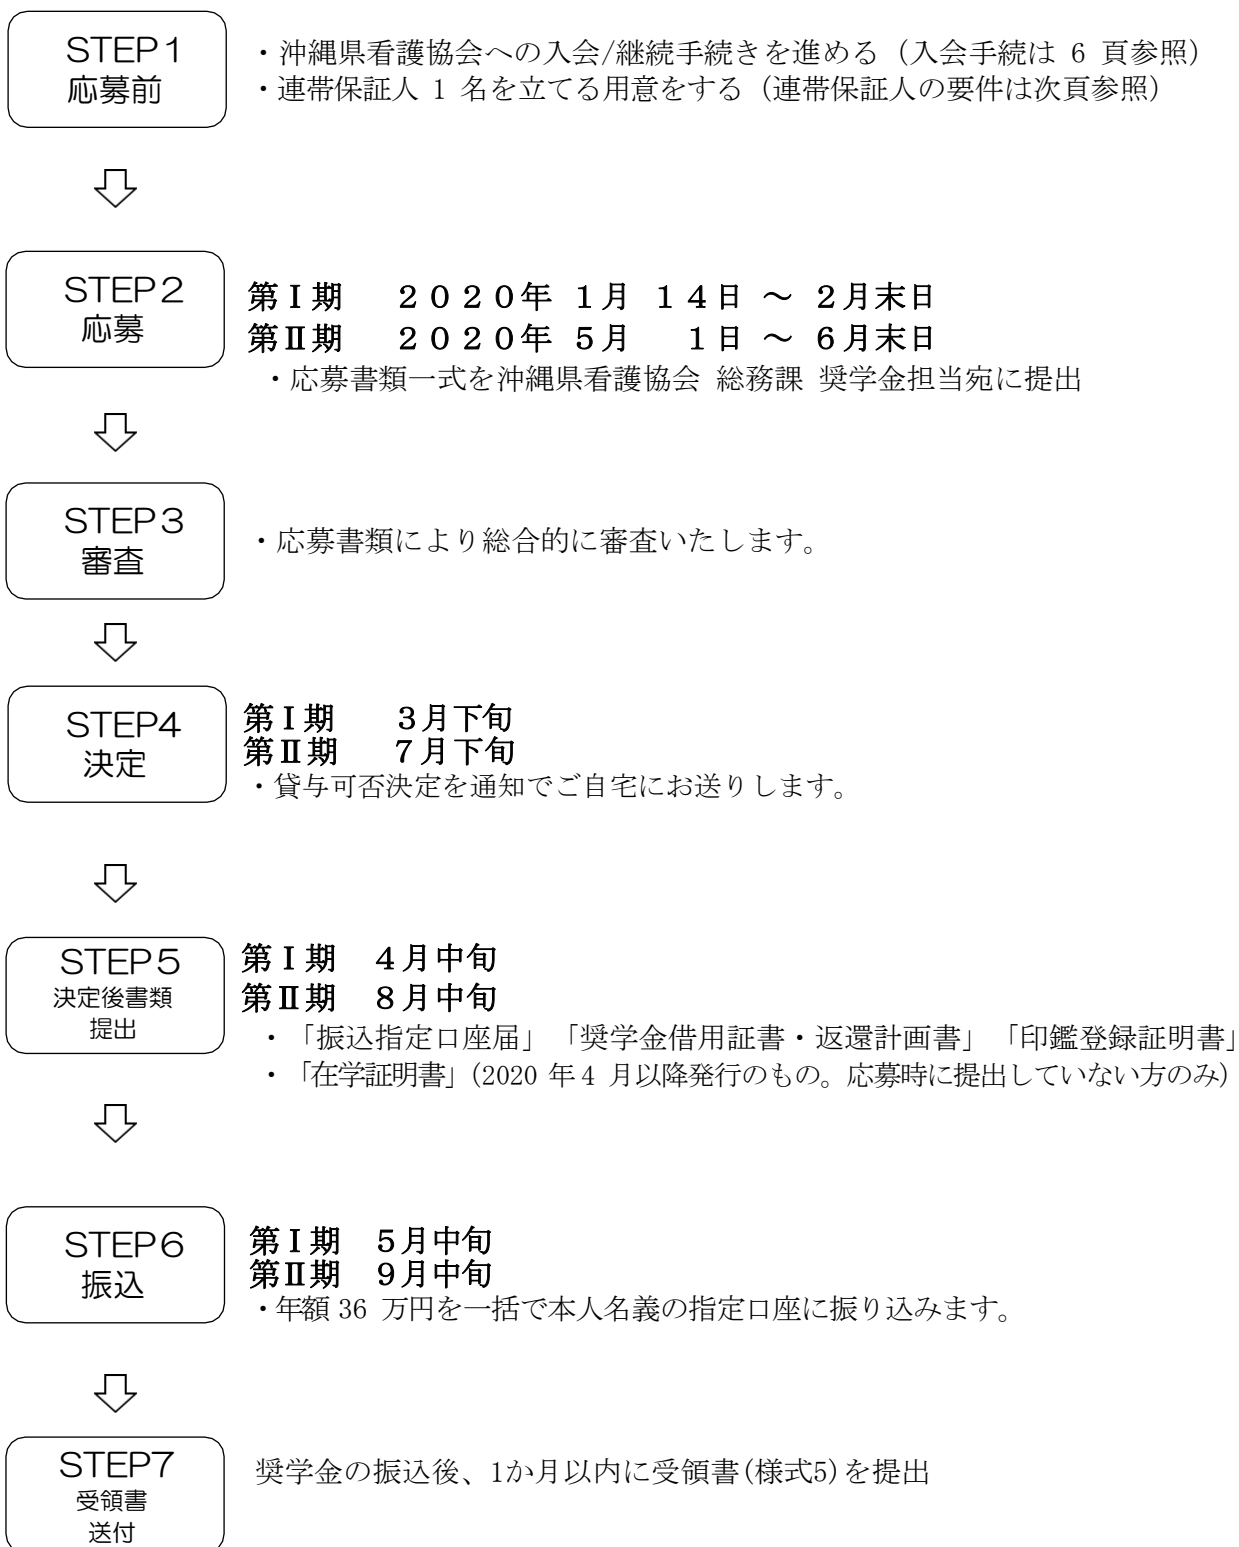 STEP１
応募前
・沖縄県看護協会への入会/継続手続きを進める（入会手続は 6 頁参照）
・連帯保証人 1 名を立てる用意をする（連帯保証人の要件は次頁参照）
STEP２
応募
第Ⅰ期　２０２０年 １月 １４日 ～ ２月末日
第Ⅱ期　２０２０年 ５月　１日 ～ ６月末日
・応募書類一式を沖縄県看護協会 総務課 奨学金担当宛に提出
STEP３
審査
・応募書類により総合的に審査いたします。
STEP4
決定
第Ⅰ期　３月下旬
第Ⅱ期　７月下旬
・貸与可否決定を通知でご自宅にお送りします。
STEP５
決定後書類
提出
第Ⅰ期　４月中旬
第Ⅱ期　８月中旬
・「振込指定口座届」「奨学金借用証書・返還計画書」「印鑑登録証明書」
・「在学証明書」（2020 年４ 月以降発行のもの。応募時に提出していない方のみ）
STEP６
振込
第Ⅰ期　５月中旬
第Ⅱ期　９月中旬
・年額 36 万円を一括で本人名義の指定口座に振り込みます。
STEP7
受領書
送付
奨学金の振込後、1か月以内に受領書(様式5)を提出